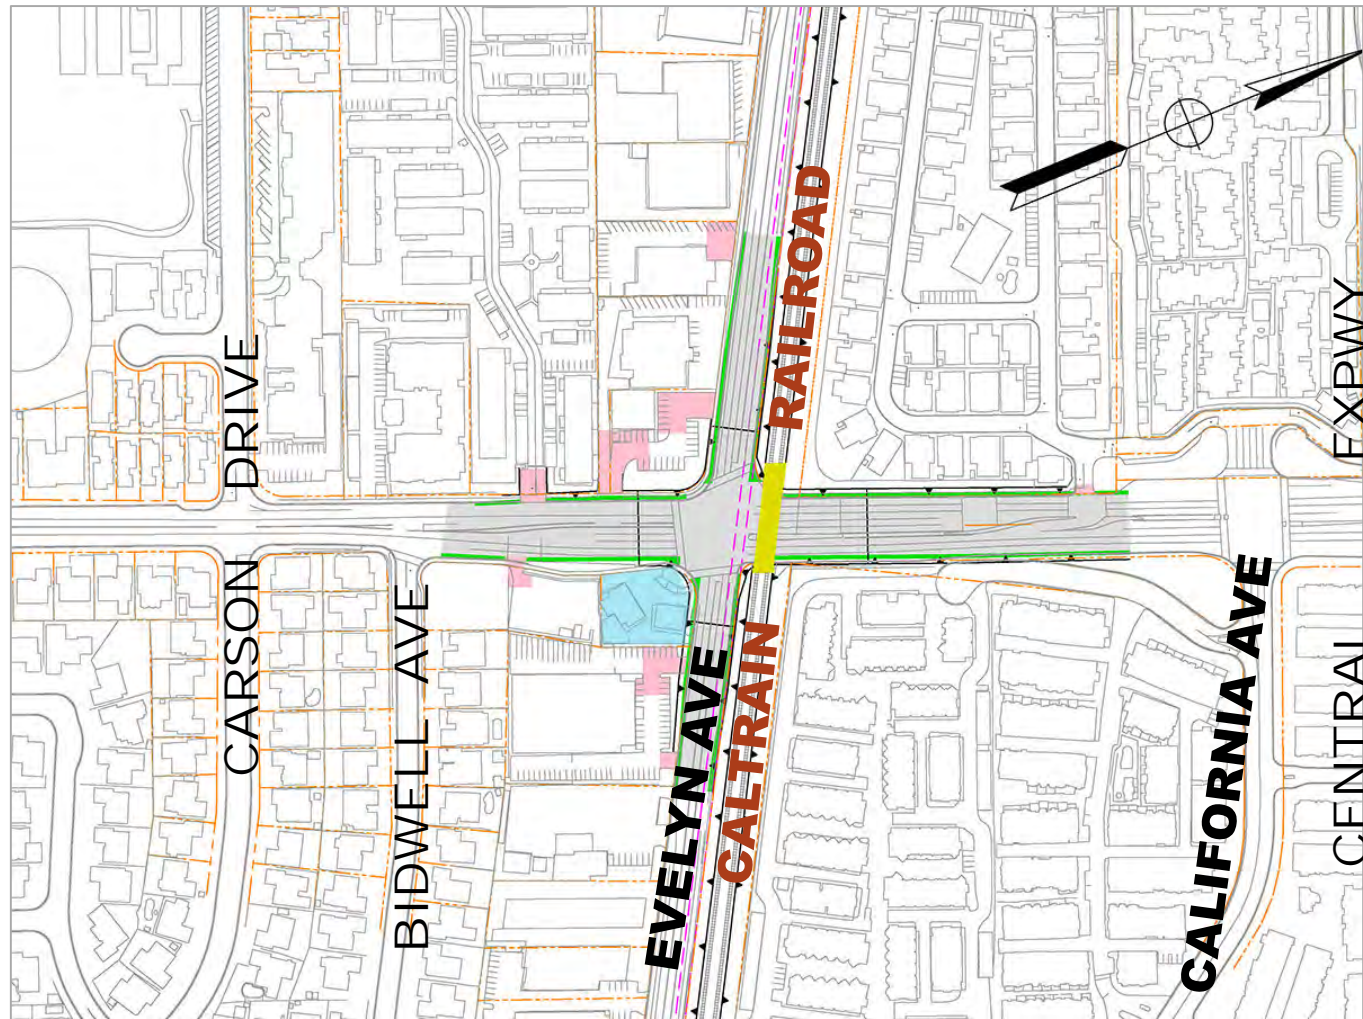 CARSON DRIVE
BIDWELL AVE
EVELYN AVE
CALTRAIN RAILROAD
CALIFORNIA AVE
CENTRAL EXPWY